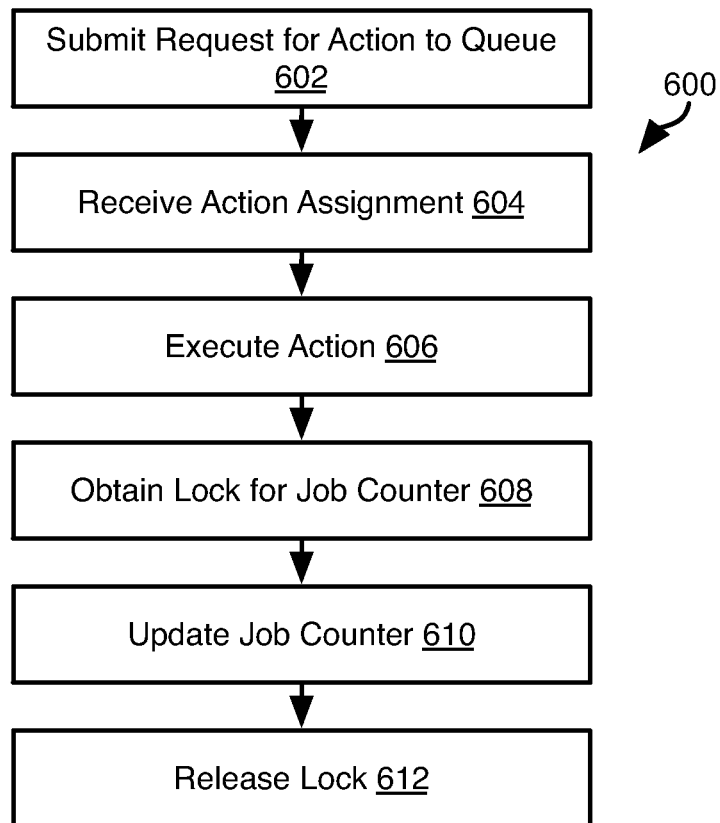 Submit Request for Action to Queue
602
600
Receive Action Assignment 604
Execute Action 606
Obtain Lock for Job Counter 608
Update Job Counter 610
Release Lock 612